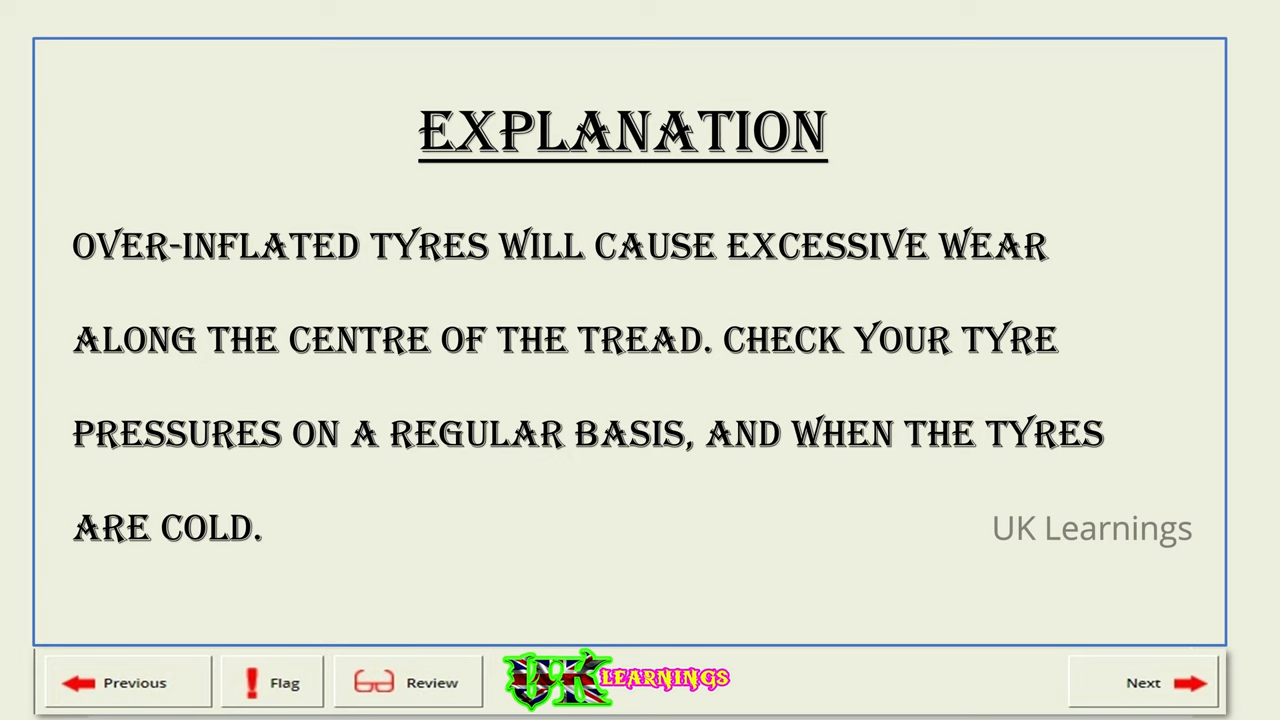 EXPLANATION
OVER-INFLATED TYRES WILL CAUSE EXCESSIVE WEAR
ALONG THE CENTRE OF THE TREAD. CHECK YOUR TYRE
PRESSURES ON A REGULAR BASIS, AND WHEN THE TYRES
ARE COLD.
UK Learnings
Previous
Flag
Review
UK LEARNINGS
Next